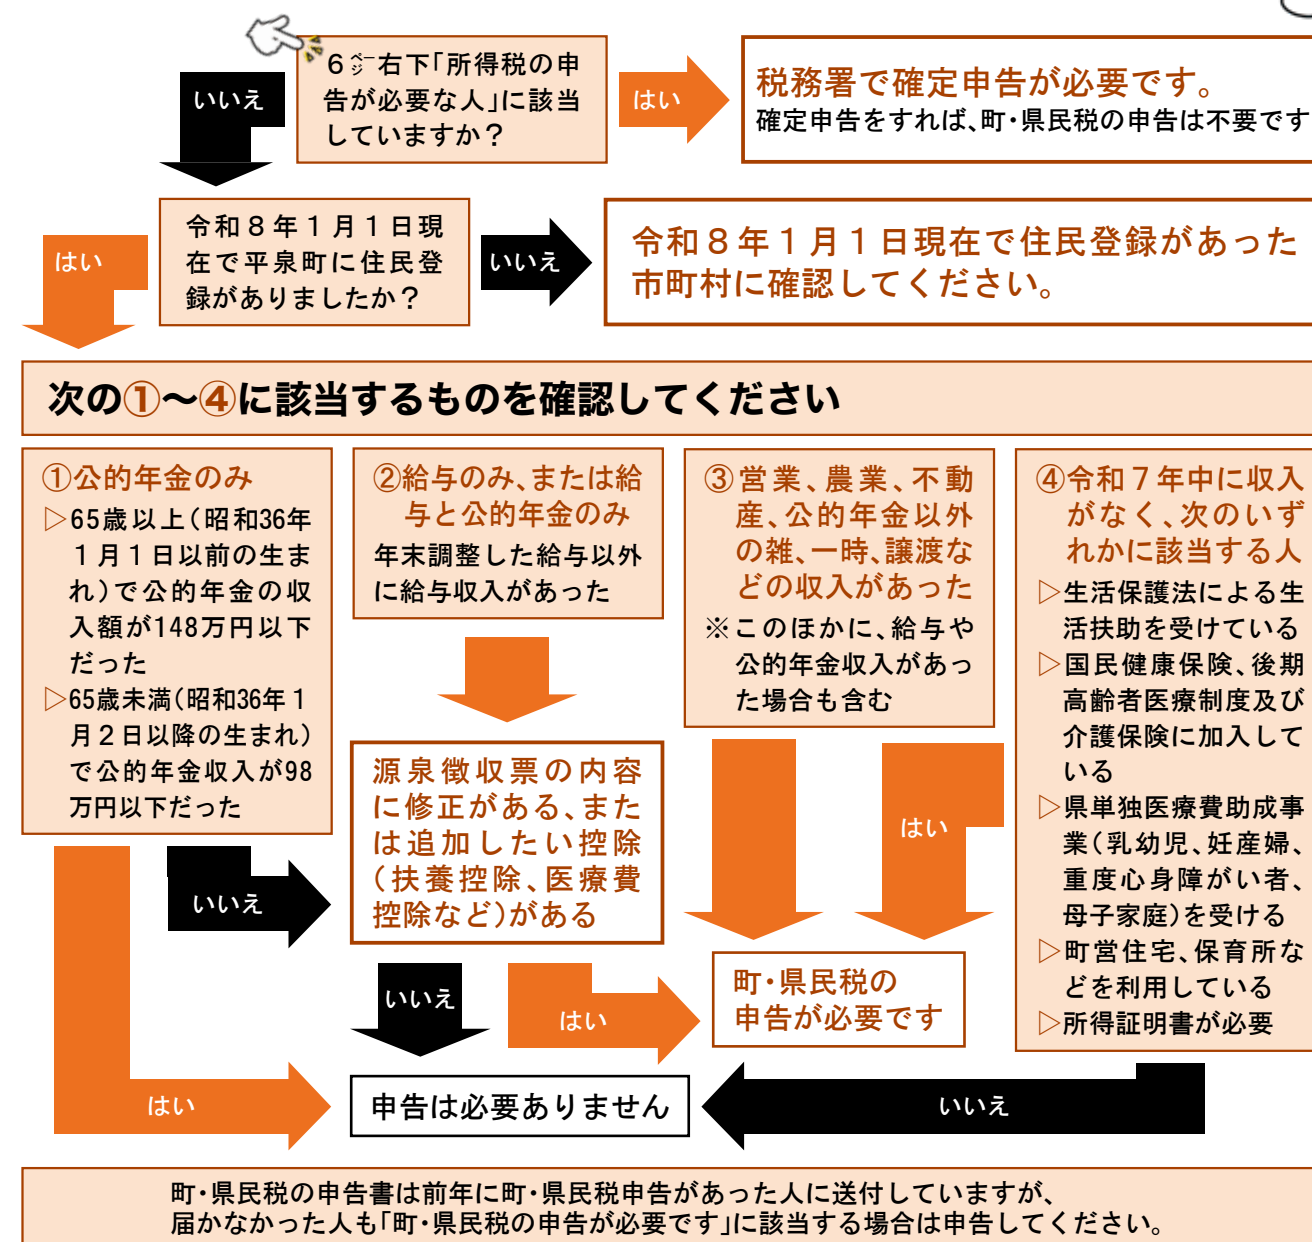 6㌻右下「所得税の申
告が必要な人」に該当
していますか？
いいえ
はい
税務署で確定申告が必要です。
確定申告をすれば、町・県民税の申告は不要です
令和８年１月１日現
在で平泉町に住民登
録がありましたか？
はい
いいえ
令和８年１月１日現在で住民登録があった
市町村に確認してください。
次の①～④に該当するものを確認してください
①公的年金のみ
▷65歳以上（昭和36年
１月１日以前の生ま
れ）で公的年金の収
入額が148万円以下
だった
▷65歳未満（昭和36年１
月２日以降の生まれ）
で公的年金収入が98
万円以下だった
②給与のみ、または給
与と公的年金のみ
年末調整した給与以外
に給与収入があった
③営業、農業、不動
産、公的年金以外
の雑、一時、譲渡な
どの収入があった
※このほかに、給与や
公的年金収入があっ
た場合も含む
④令和７年中に収入
がなく、次のいず
れかに該当する人
▷生活保護法による生
活扶助を受けている
▷国民健康保険、後期
高齢者医療制度及び
介護保険に加入して
いる
▷県単独医療費助成事
業（乳幼児、妊産婦、
重度心身障がい者、
母子家庭）を受ける
▷町営住宅、保育所な
どを利用している
▷所得証明書が必要
源泉徴収票の内容
に修正がある、また
は追加したい控除
（扶養控除、医療費
控除など）がある
いいえ
はい
いいえ
はい
町・県民税の
申告が必要です
はい
申告は必要ありません
いいえ
町・県民税の申告書は前年に町・県民税申告があった人に送付していますが、
届かなかった人も「町・県民税の申告が必要です」に該当する場合は申告してください。